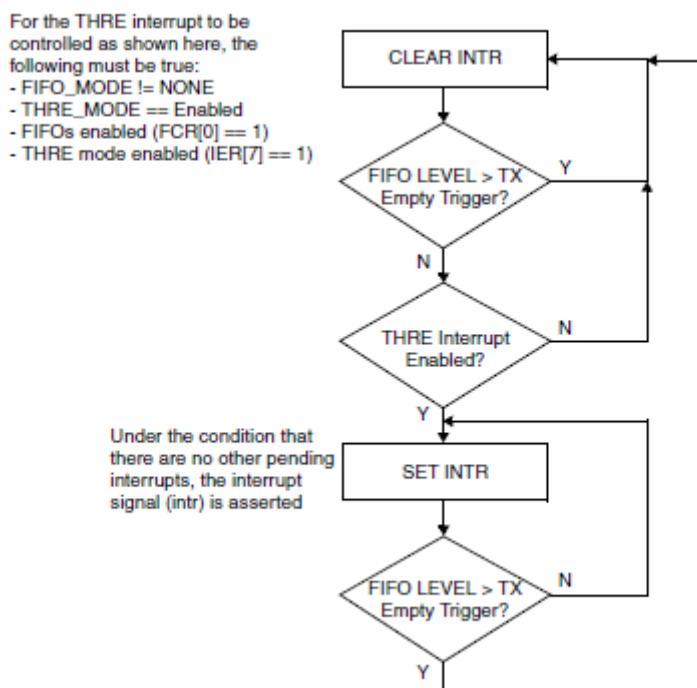 For the THRE interrupt to be
controlled as shown here, the
following must be true:
- FIFO_MODE != NONE
- THRE_MODE == Enabled
- FIFOs enabled (FCR[0] == 1)
- THRE mode enabled (IER[7] == 1)
CLEAR INTR
FIFO LEVEL > TX
Empty Trigger?
Y
N
THRE Interrupt
Enabled?
N
Y
Under the condition that
there are no other pending
interrupts, the interrupt
signal (intr) is asserted
SET INTR
FIFO LEVEL > TX
Empty Trigger?
N
Y